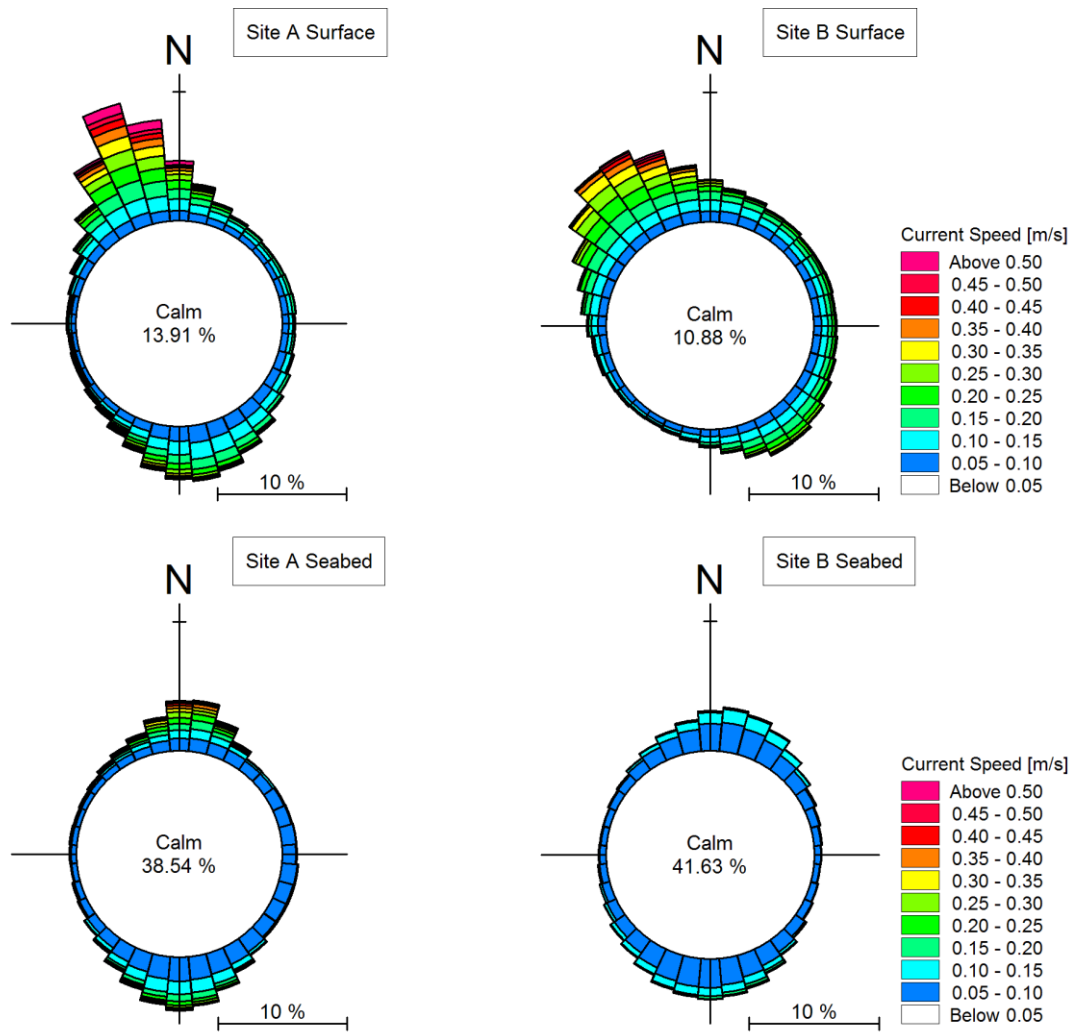 Site A Surface
N
Calm
13.91 %
10 %
Site B Surface
N
Calm
10.88 %
10 %
Current Speed [m/s]
Above 0.50
0.45 - 0.50
0.40 - 0.45
0.35 - 0.40
0.30 - 0.35
0.25 - 0.30
0.20 - 0.25
0.15 - 0.20
0.10 - 0.15
0.05 - 0.10
Below 0.05
Site A Seabed
N
Calm
38.54 %
10 %
Site B Seabed
N
Calm
41.63 %
10 %
Current Speed [m/s]
Above 0.50
0.45 - 0.50
0.40 - 0.45
0.35 - 0.40
0.30 - 0.35
0.25 - 0.30
0.20 - 0.25
0.15 - 0.20
0.10 - 0.15
0.05 - 0.10
Below 0.05